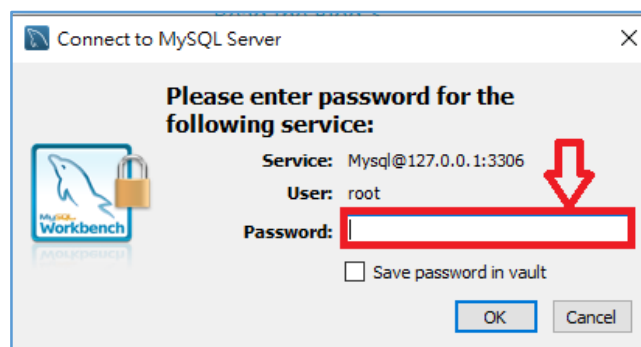 Connect to MySQL Server
Please enter password for the
following service:
Service: Mysql@127.0.0.1:3306
User: root
Password:
MySQL
Workbench
Save password in vault
OK Cancel